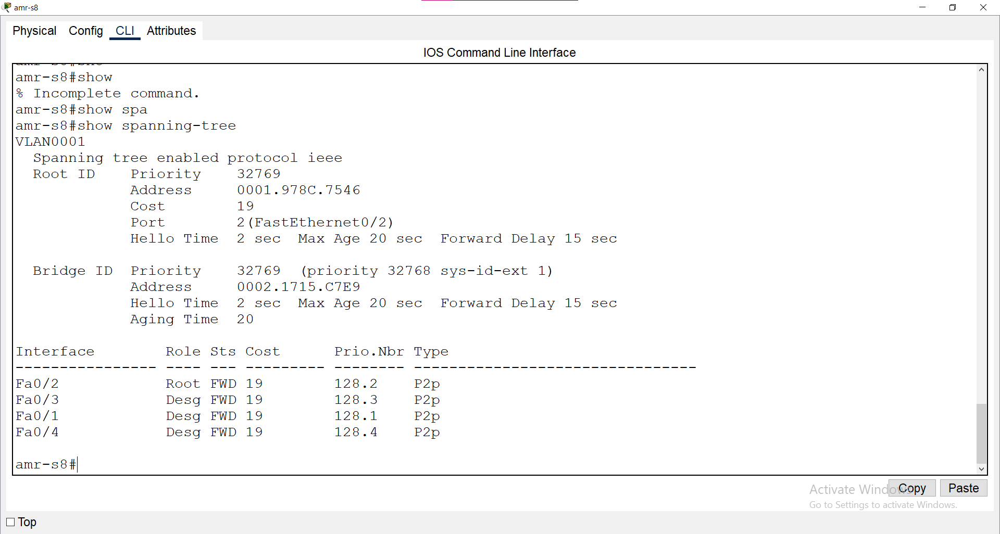 amr-s8
Physical Config CLI Attributes
IOS Command Line Interface
amr-s8#show
% Incomplete command.
amr-s8#show spa
amr-s8#show spanning-tree
VLAN0001
  Spanning tree enabled protocol ieee
  Root ID    Priority    32769
             Address     0001.978C.7546
             Cost        19
             Port        2(FastEthernet0/2)
             Hello Time  2 sec  Max Age 20 sec  Forward Delay 15 sec
  Bridge ID  Priority    32769  (priority 32768 sys-id-ext 1)
             Address     0002.1715.C7E9
             Hello Time  2 sec  Max Age 20 sec  Forward Delay 15 sec
             Aging Time  20
Interface        Role Sts Cost      Prio.Nbr Type
---------------- ---- --- --------- -------- --------------------------------
Fa0/2            Root FWD 19        128.2    P2p
Fa0/3            Desg FWD 19        128.3    P2p
Fa0/1            Desg FWD 19        128.1    P2p
Fa0/4            Desg FWD 19        128.4    P2p
amr-s8#
Copy Paste
Activate Windows
Go to Settings to activate Windows.
Top